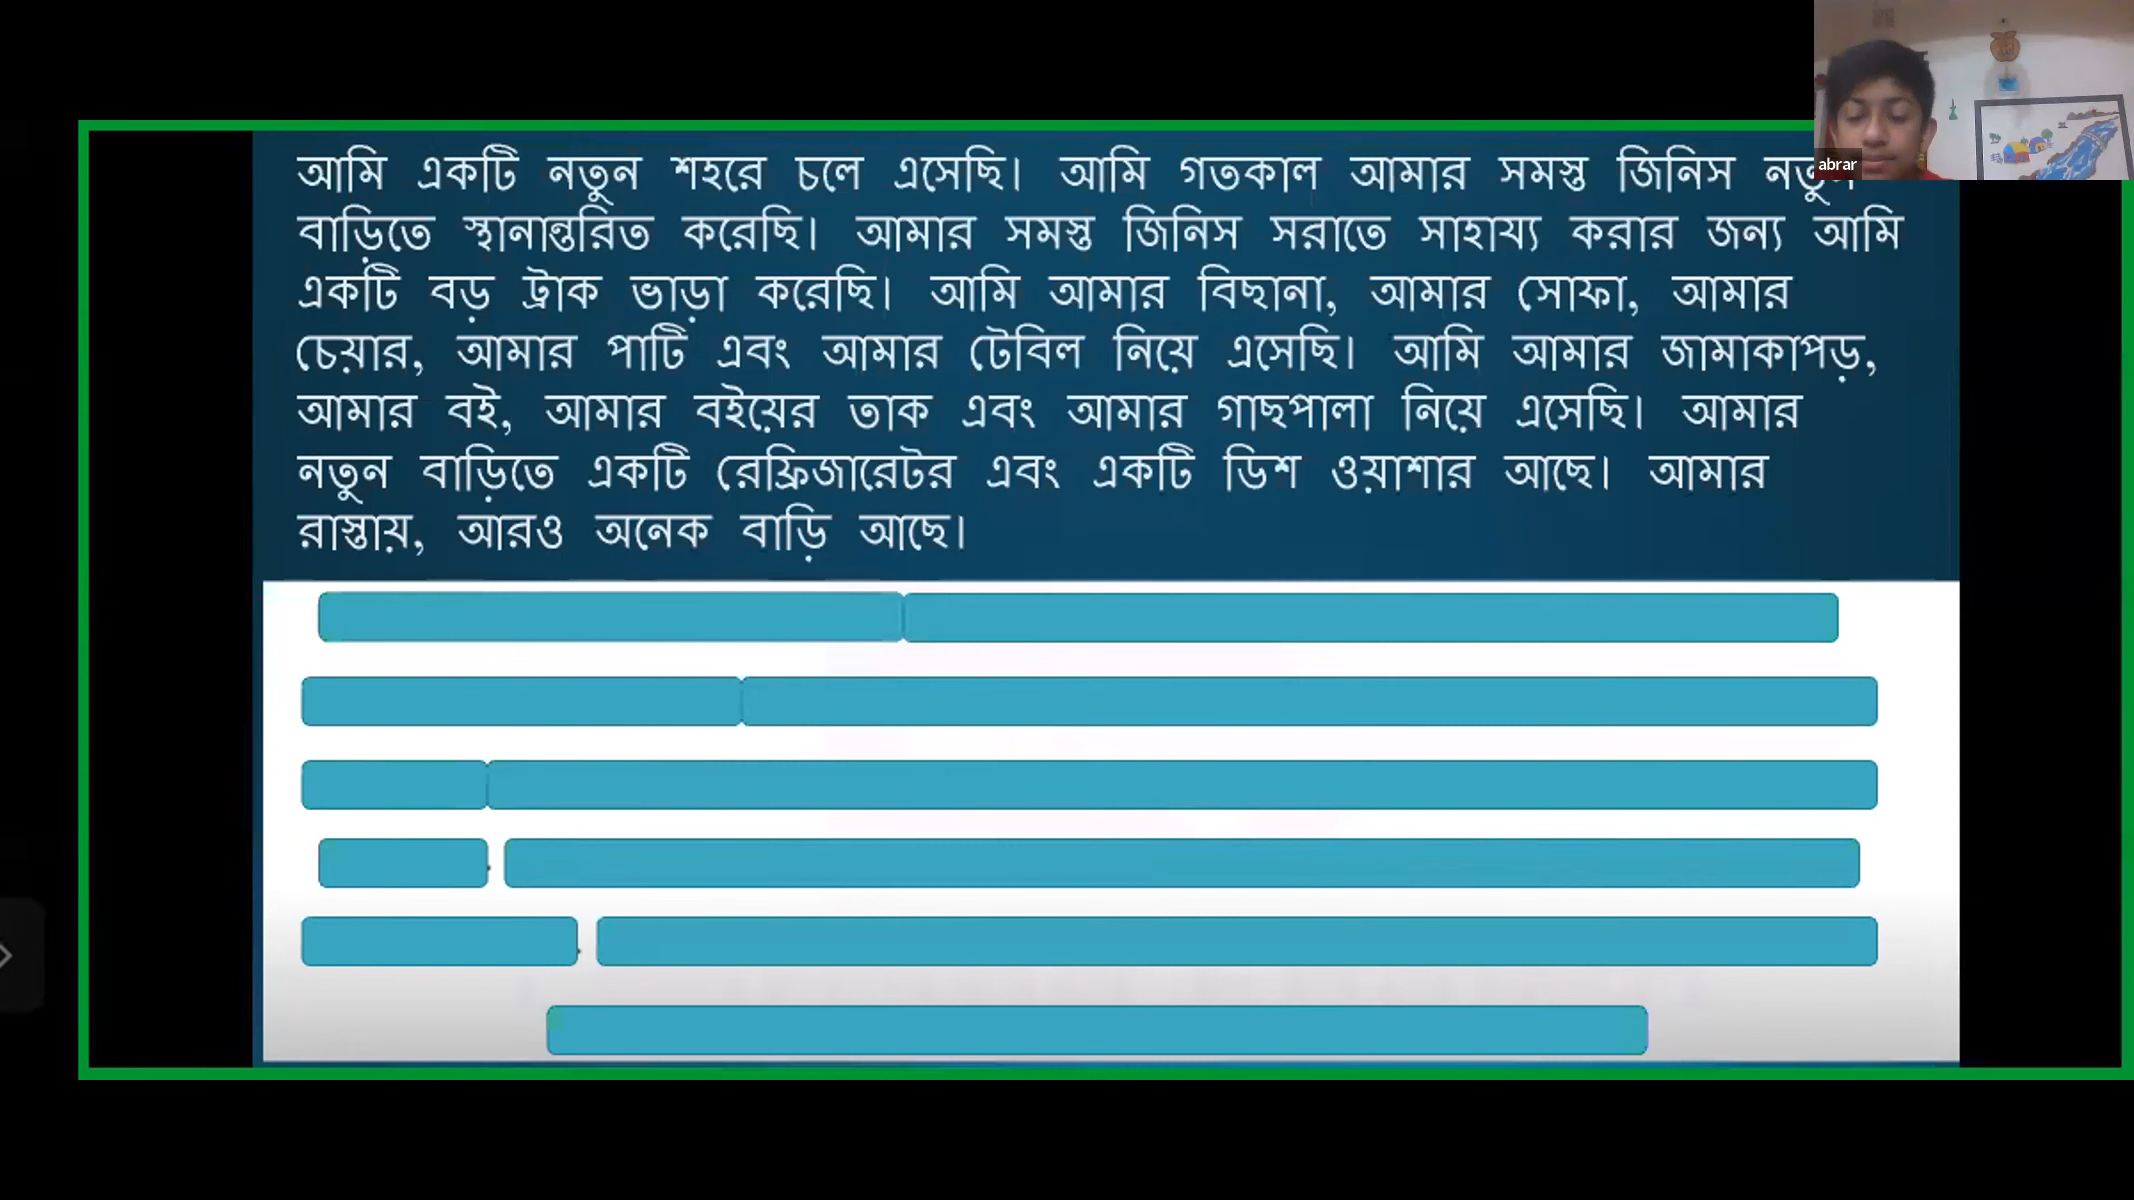 আমি একটি নতুন শহরে চলে এসেছি। আমি গতকাল আমার সমস্ত জিনিস নতুন
বাড়িতে স্থানান্তরিত করেছি। আমার সমস্ত জিনিস সরাতে সাহায্য করার জন্য আমি
একটি বড় ট্রাক ভাড়া করেছি। আমি আমার বিছানা, আমার সোফা, আমার
চেয়ার, আমার পাটি এবং আমার টেবিল নিয়ে এসেছি। আমি আমার জামাকাপড়,
আমার বই, আমার বইয়ের তাক এবং আমার গাছপালা নিয়ে এসেছি। আমার
নতুন বাড়িতে একটি রেফ্রিজারেটর এবং একটি ডিশ ওয়াশার আছে। আমার
রাস্তায়, আরও অনেক বাড়ি আছে।
abrar